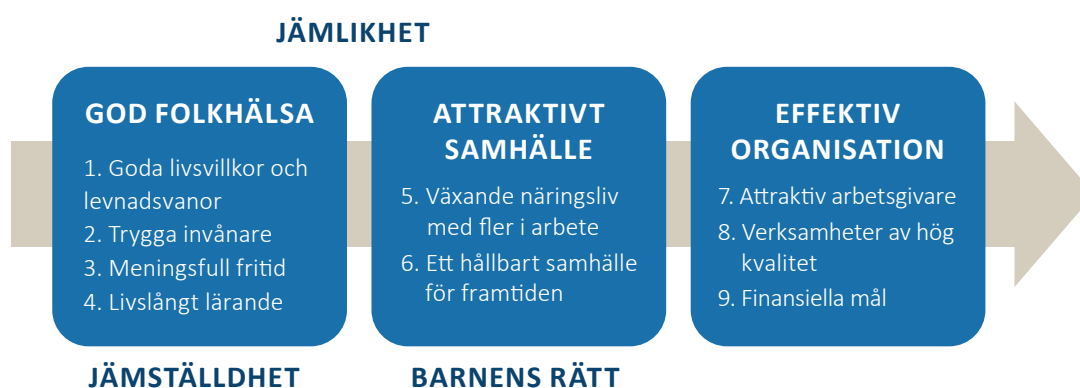 JÄMLIKHET
GOD FOLKHÄLSA
1. Goda livsvillkor och
levnadsvanor
2. Trygga invånare
3. Meningsfull fritid
4. Livslångt lärande
ATTRAKTIVT
SAMHÄLLE
5. Växande näringsliv
med fler i arbete
6. Ett hållbart samhälle
för framtiden
EFFEKTIV
ORGANISATION
7. Attraktiv arbetsgivare
8. Verksamheter av hög
kvalitet
9. Finansiella mål
JÄMSTÄLLDHET
BARNENS RÄTT